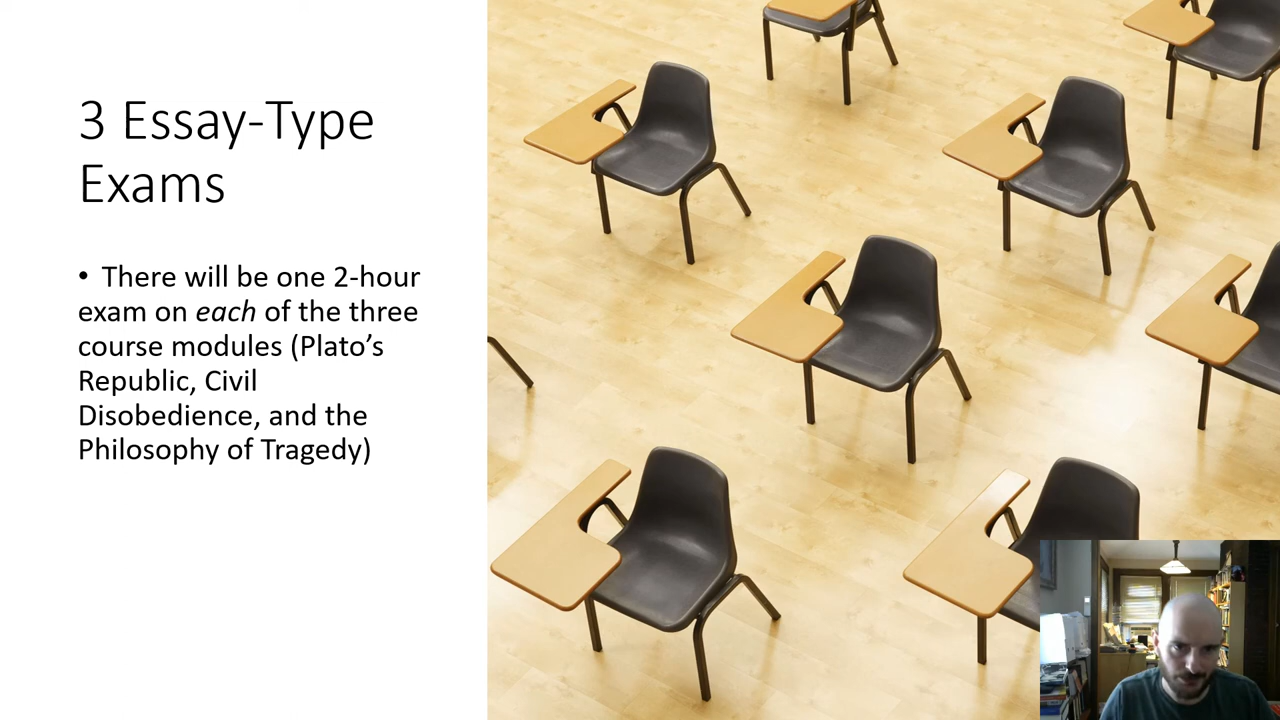 3 Essay-Type
Exams
• There will be one 2-hour
exam on each of the three
course modules (Plato’s
Republic, Civil
Disobedience, and the
Philosophy of Tragedy)